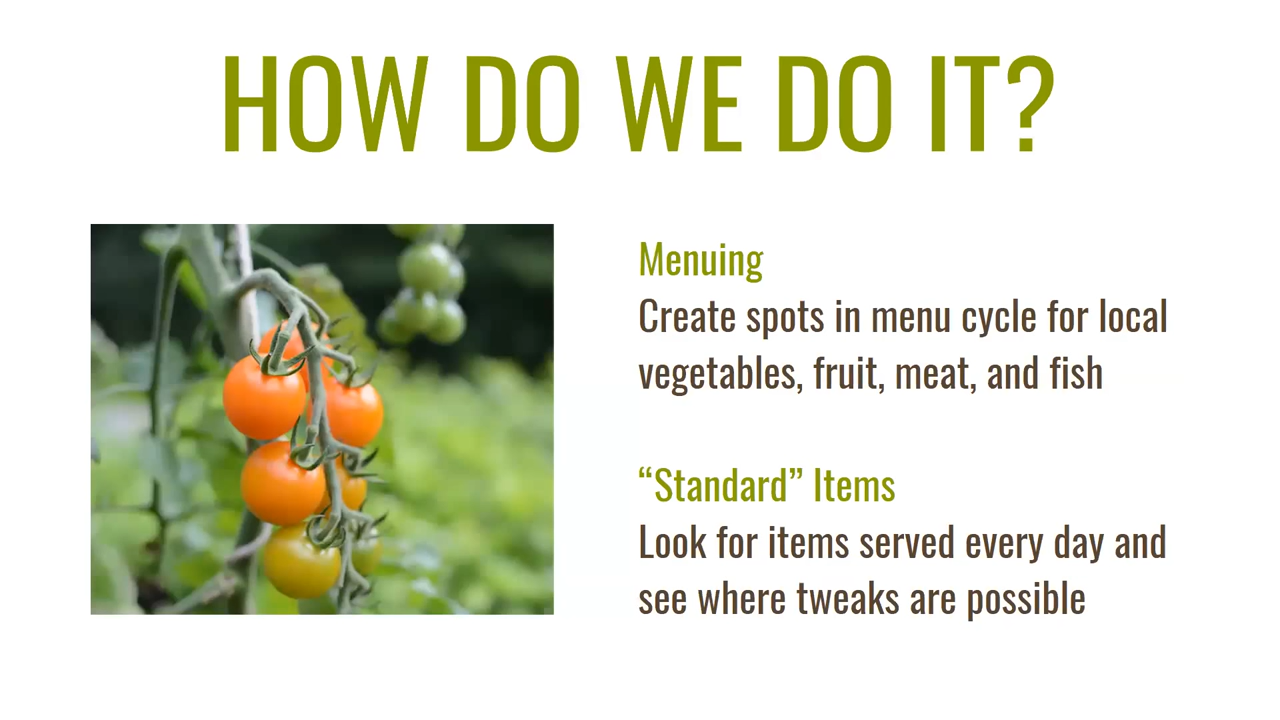 HOW DO WE DO IT?
Menuing
Create spots in menu cycle for local
vegetables, fruit, meat, and fish
“Standard” Items
Look for items served every day and
see where tweaks are possible